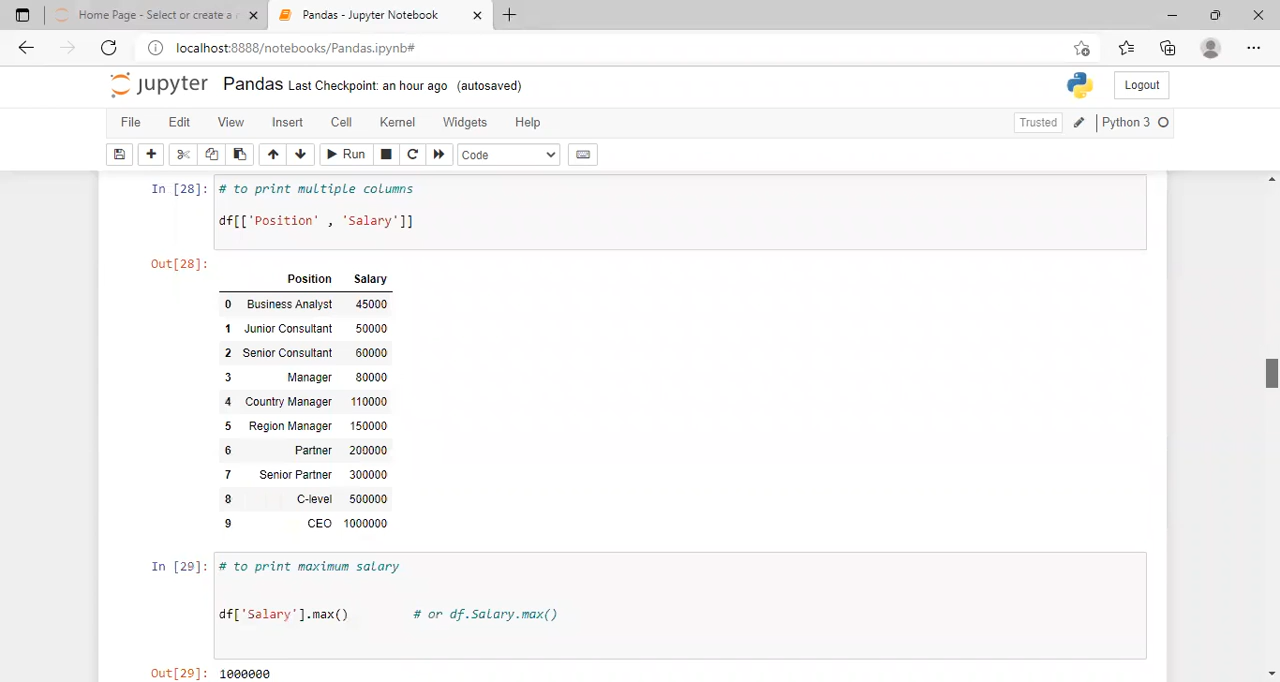 Home Page - Select or create a
Pandas - Jupyter Notebook
localhost:8888/notebooks/Pandas.ipynb#
jupyter Pandas Last Checkpoint: an hour ago (autosaved)
Logout
File Edit View Insert Cell Kernel Widgets Help
Trusted Python 3
Run Code
In [28]: # to print multiple columns
df[['Position' , 'Salary']]
Out[28]:
Position Salary
0 Business Analyst 45000
1 Junior Consultant 50000
2 Senior Consultant 60000
3 Manager 80000
4 Country Manager 110000
5 Region Manager 150000
6 Partner 200000
7 Senior Partner 300000
8 C-level 500000
9 CEO 1000000
In [29]: # to print maximum salary
df['Salary'].max() # or df.Salary.max()
Out[29]: 1000000